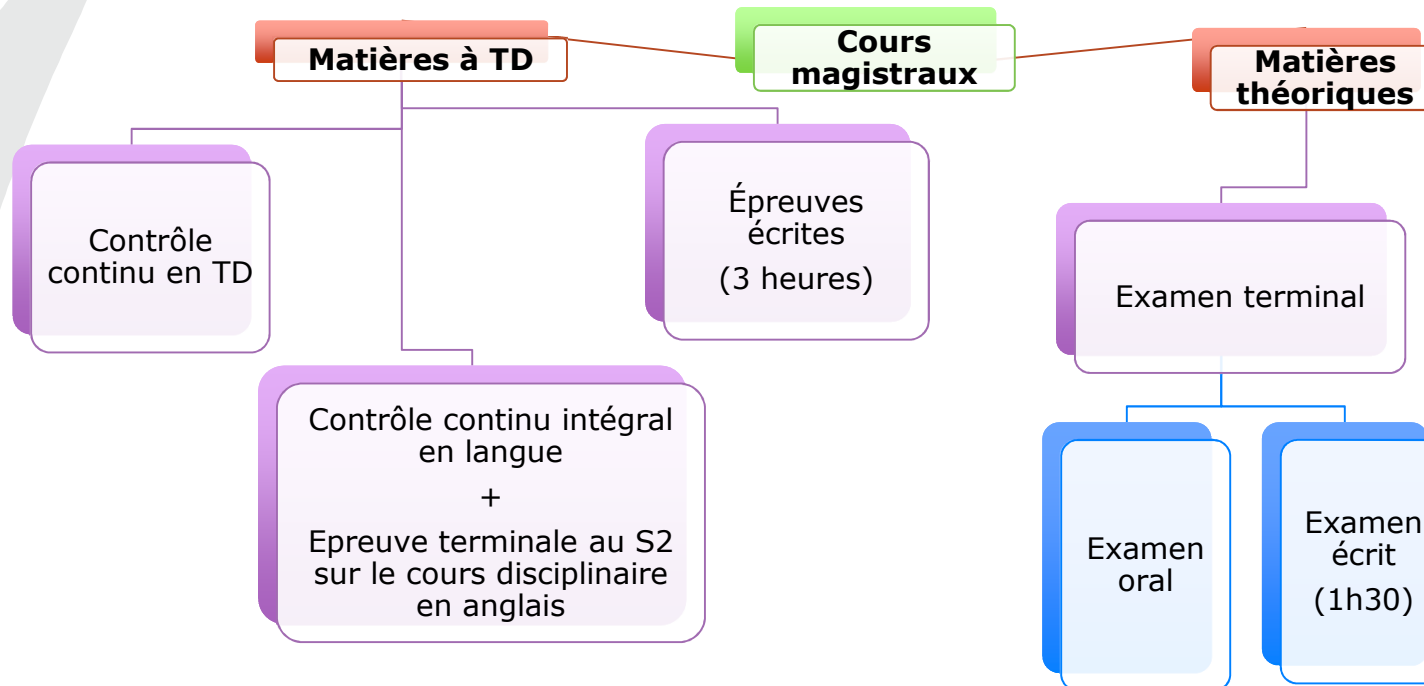 Matières à TD
Cours
magistraux
Matières
théoriques
Contrôle
continu en TD
Épreuves
écrites
(3 heures)
Examen terminal
Contrôle continu intégral
en langue
+
Epreuve terminale au S2
sur le cours disciplinaire
en anglais
Examen
oral
Examen
écrit
(1h30)